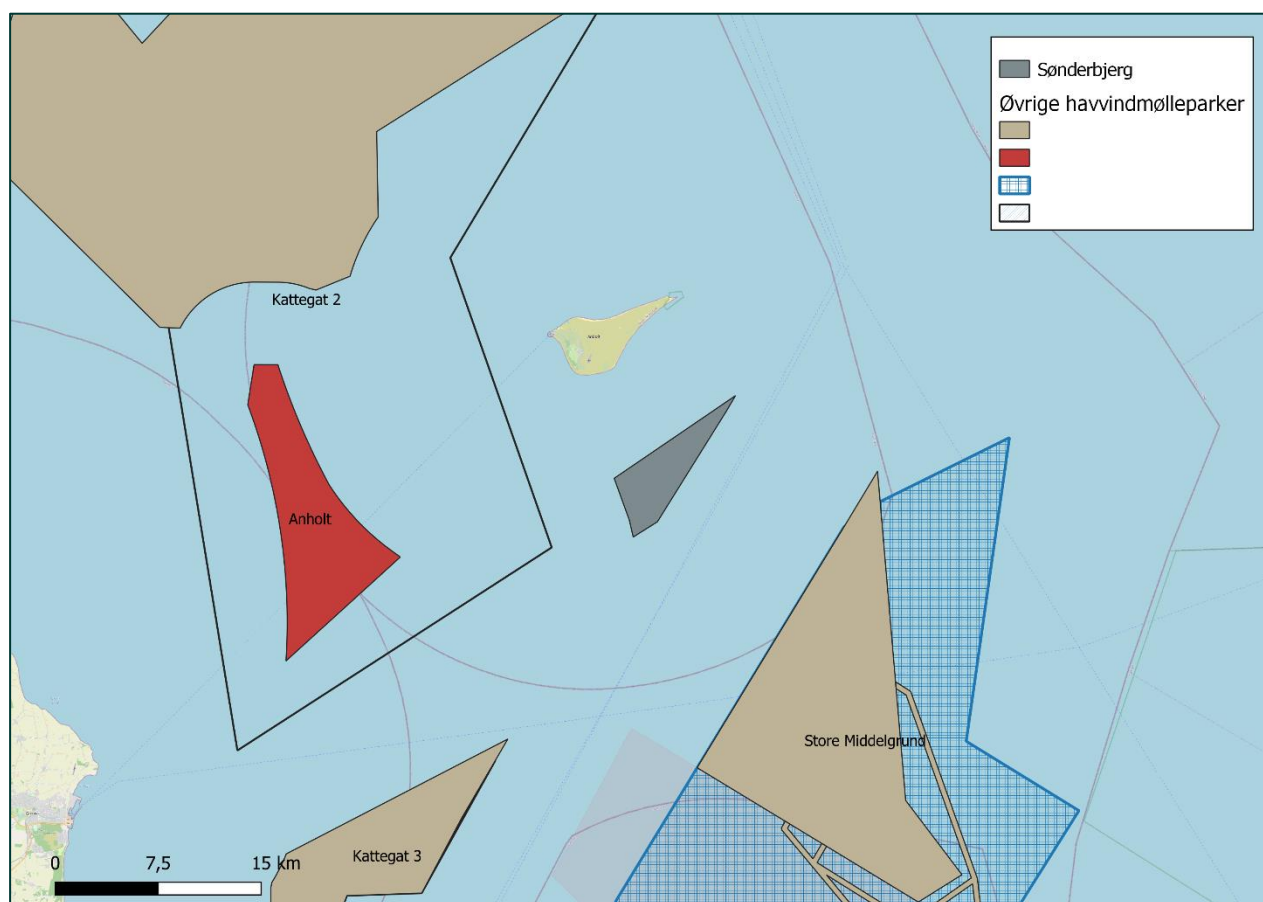 Sønderbjerg
Øvrige havvindmølleparker
Kattegat 2
Anholt
Store Middelgrund
Kattegat 3
0 7,5 15 km